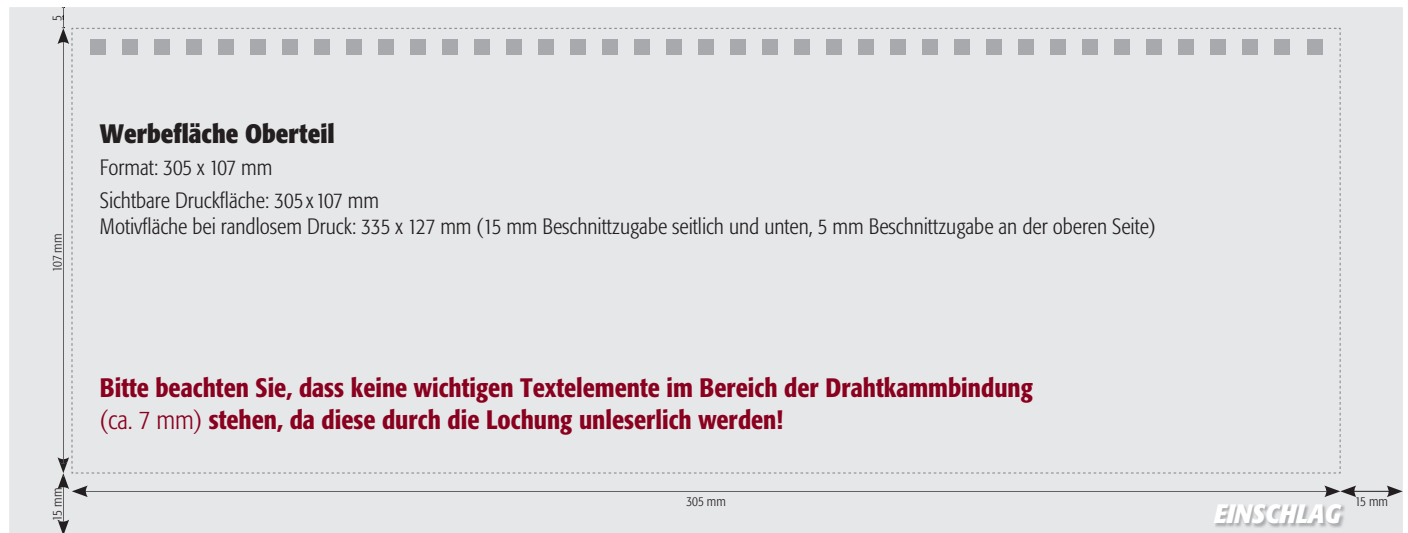 5
Werbefläche Oberteil
Format: 305 x 107 mm
Sichtbare Druckfläche: 305 x 107 mm
Motivfläche bei randlosem Druck: 335 x 127 mm (15 mm Beschnittzugabe seitlich und unten, 5 mm Beschnittzugabe an der oberen Seite)
107 mm
Bitte beachten Sie, dass keine wichtigen Textelemente im Bereich der Drahtkammbindung
(ca. 7 mm) stehen, da diese durch die Lochung unleserlich werden!
15 mm
305 mm
15 mm
EINSCHLAG